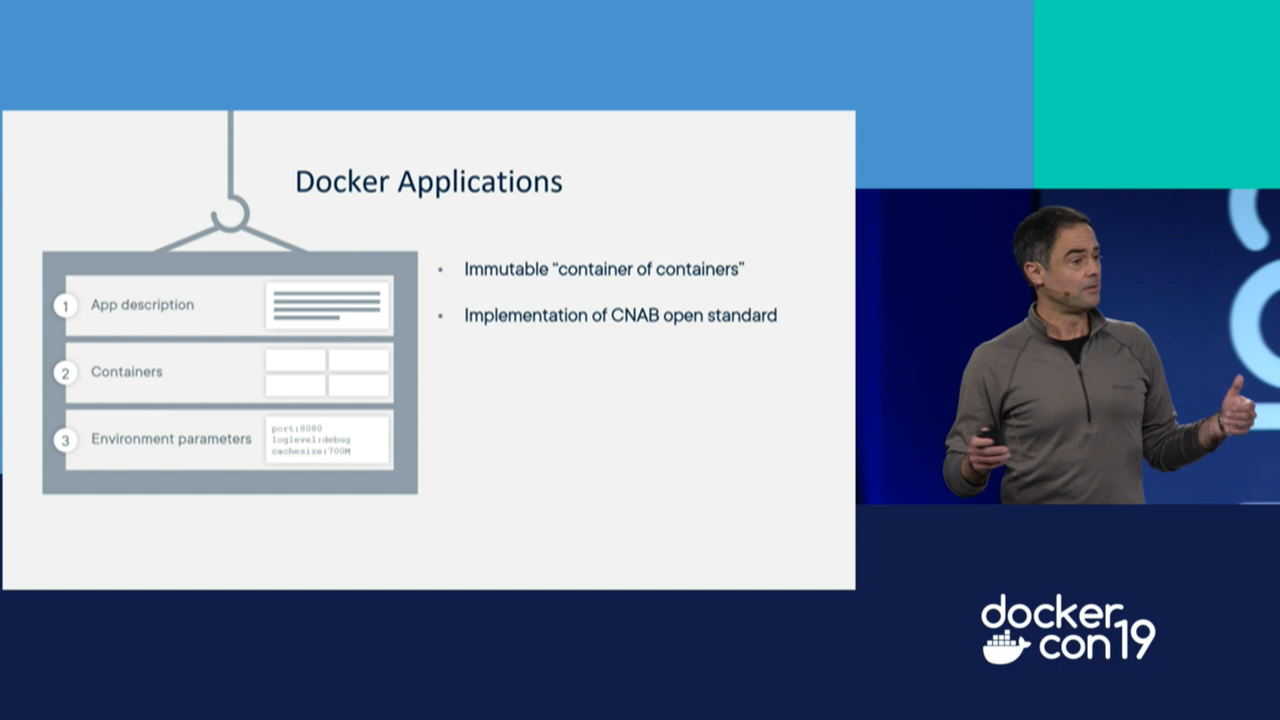 Docker Applications
1 App description
2 Containers
3 Environment parameters
port:8080
loglevel:debug
cachesize:700M
• Immutable “container of containers”
• Implementation of CNAB open standard
docker
con19